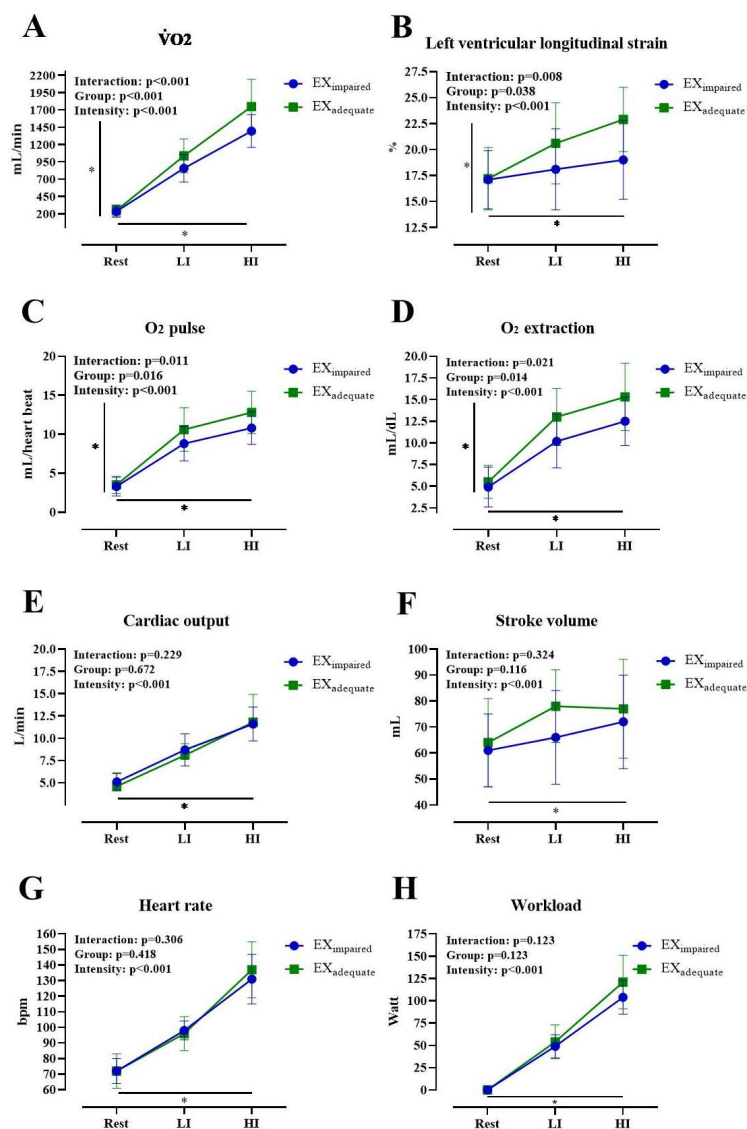 A
V̇O2
2200
1950
1700
1450
1200
950
700
450
200
mL/min
Interaction: p<0.001
Group: p<0.001
Intensity: p<0.001
*
*
EXimpaired
EXadequate
Rest LI HI
B
Left ventricular longitudinal strain
27.5
25.0
22.5
20.0
17.5
15.0
12.5
%
Interaction: p=0.008
Group: p=0.038
Intensity: p<0.001
*
*
EXimpaired
EXadequate
Rest LI HI
C
O2 pulse
20
15
10
5
0
mL/heart beat
Interaction: p=0.011
Group: p=0.016
Intensity: p<0.001
*
*
EXimpaired
EXadequate
Rest LI HI
D
O2 extraction
20.0
17.5
15.0
12.5
10.0
7.5
5.0
2.5
mL/dL
Interaction: p=0.021
Group: p=0.014
Intensity: p<0.001
*
*
EXimpaired
EXadequate
Rest LI HI
E
Cardiac output
20.0
17.5
15.0
12.5
10.0
7.5
5.0
L/min
Interaction: p=0.229
Group: p=0.672
Intensity: p<0.001
*
EXimpaired
EXadequate
Rest LI HI
F
Stroke volume
100
90
80
70
60
50
40
mL
Interaction: p=0.324
Group: p=0.116
Intensity: p<0.001
*
EXimpaired
EXadequate
Rest LI HI
G
Heart rate
160
150
140
130
120
110
100
90
80
70
60
bpm
Interaction: p=0.306
Group: p=0.418
Intensity: p<0.001
*
EXimpaired
EXadequate
Rest LI HI
H
Workload
175
150
125
100
75
50
25
0
Watt
Interaction: p=0.123
Group: p=0.123
Intensity: p<0.001
*
EXimpaired
EXadequate
Rest LI HI